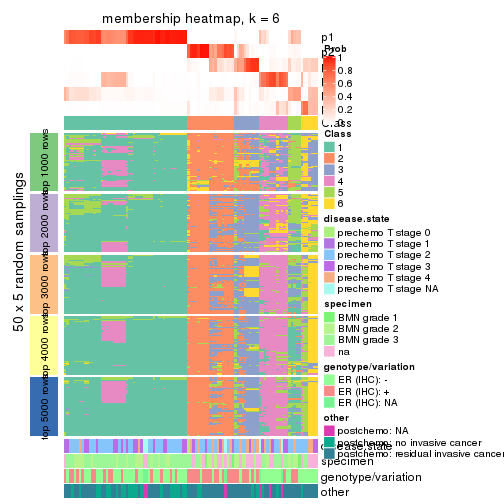 membership heatmap, k = 6
p1
Prob
1
0.8
0.6
0.4
0.2
Class
1
2
3
4
5
6
disease.state
prechemo T stage 0
prechemo T stage 1
prechemo T stage 2
prechemo T stage 3
prechemo T stage 4
prechemo T stage NA
specimen
BMN grade 1
BMN grade 2
BMN grade 3
na
genotype/variation
ER (IHC): -
ER (IHC): +
ER (IHC): NA
other
postchemo: NA
postchemo: no invasive cancer
postchemo: residual invasive cancer
50 x 5 random samplings
top 1000 rows
top 2000 rows
top 3000 rows
top 4000 rows
top 5000 rows
disease.state
specimen
genotype/variation
other